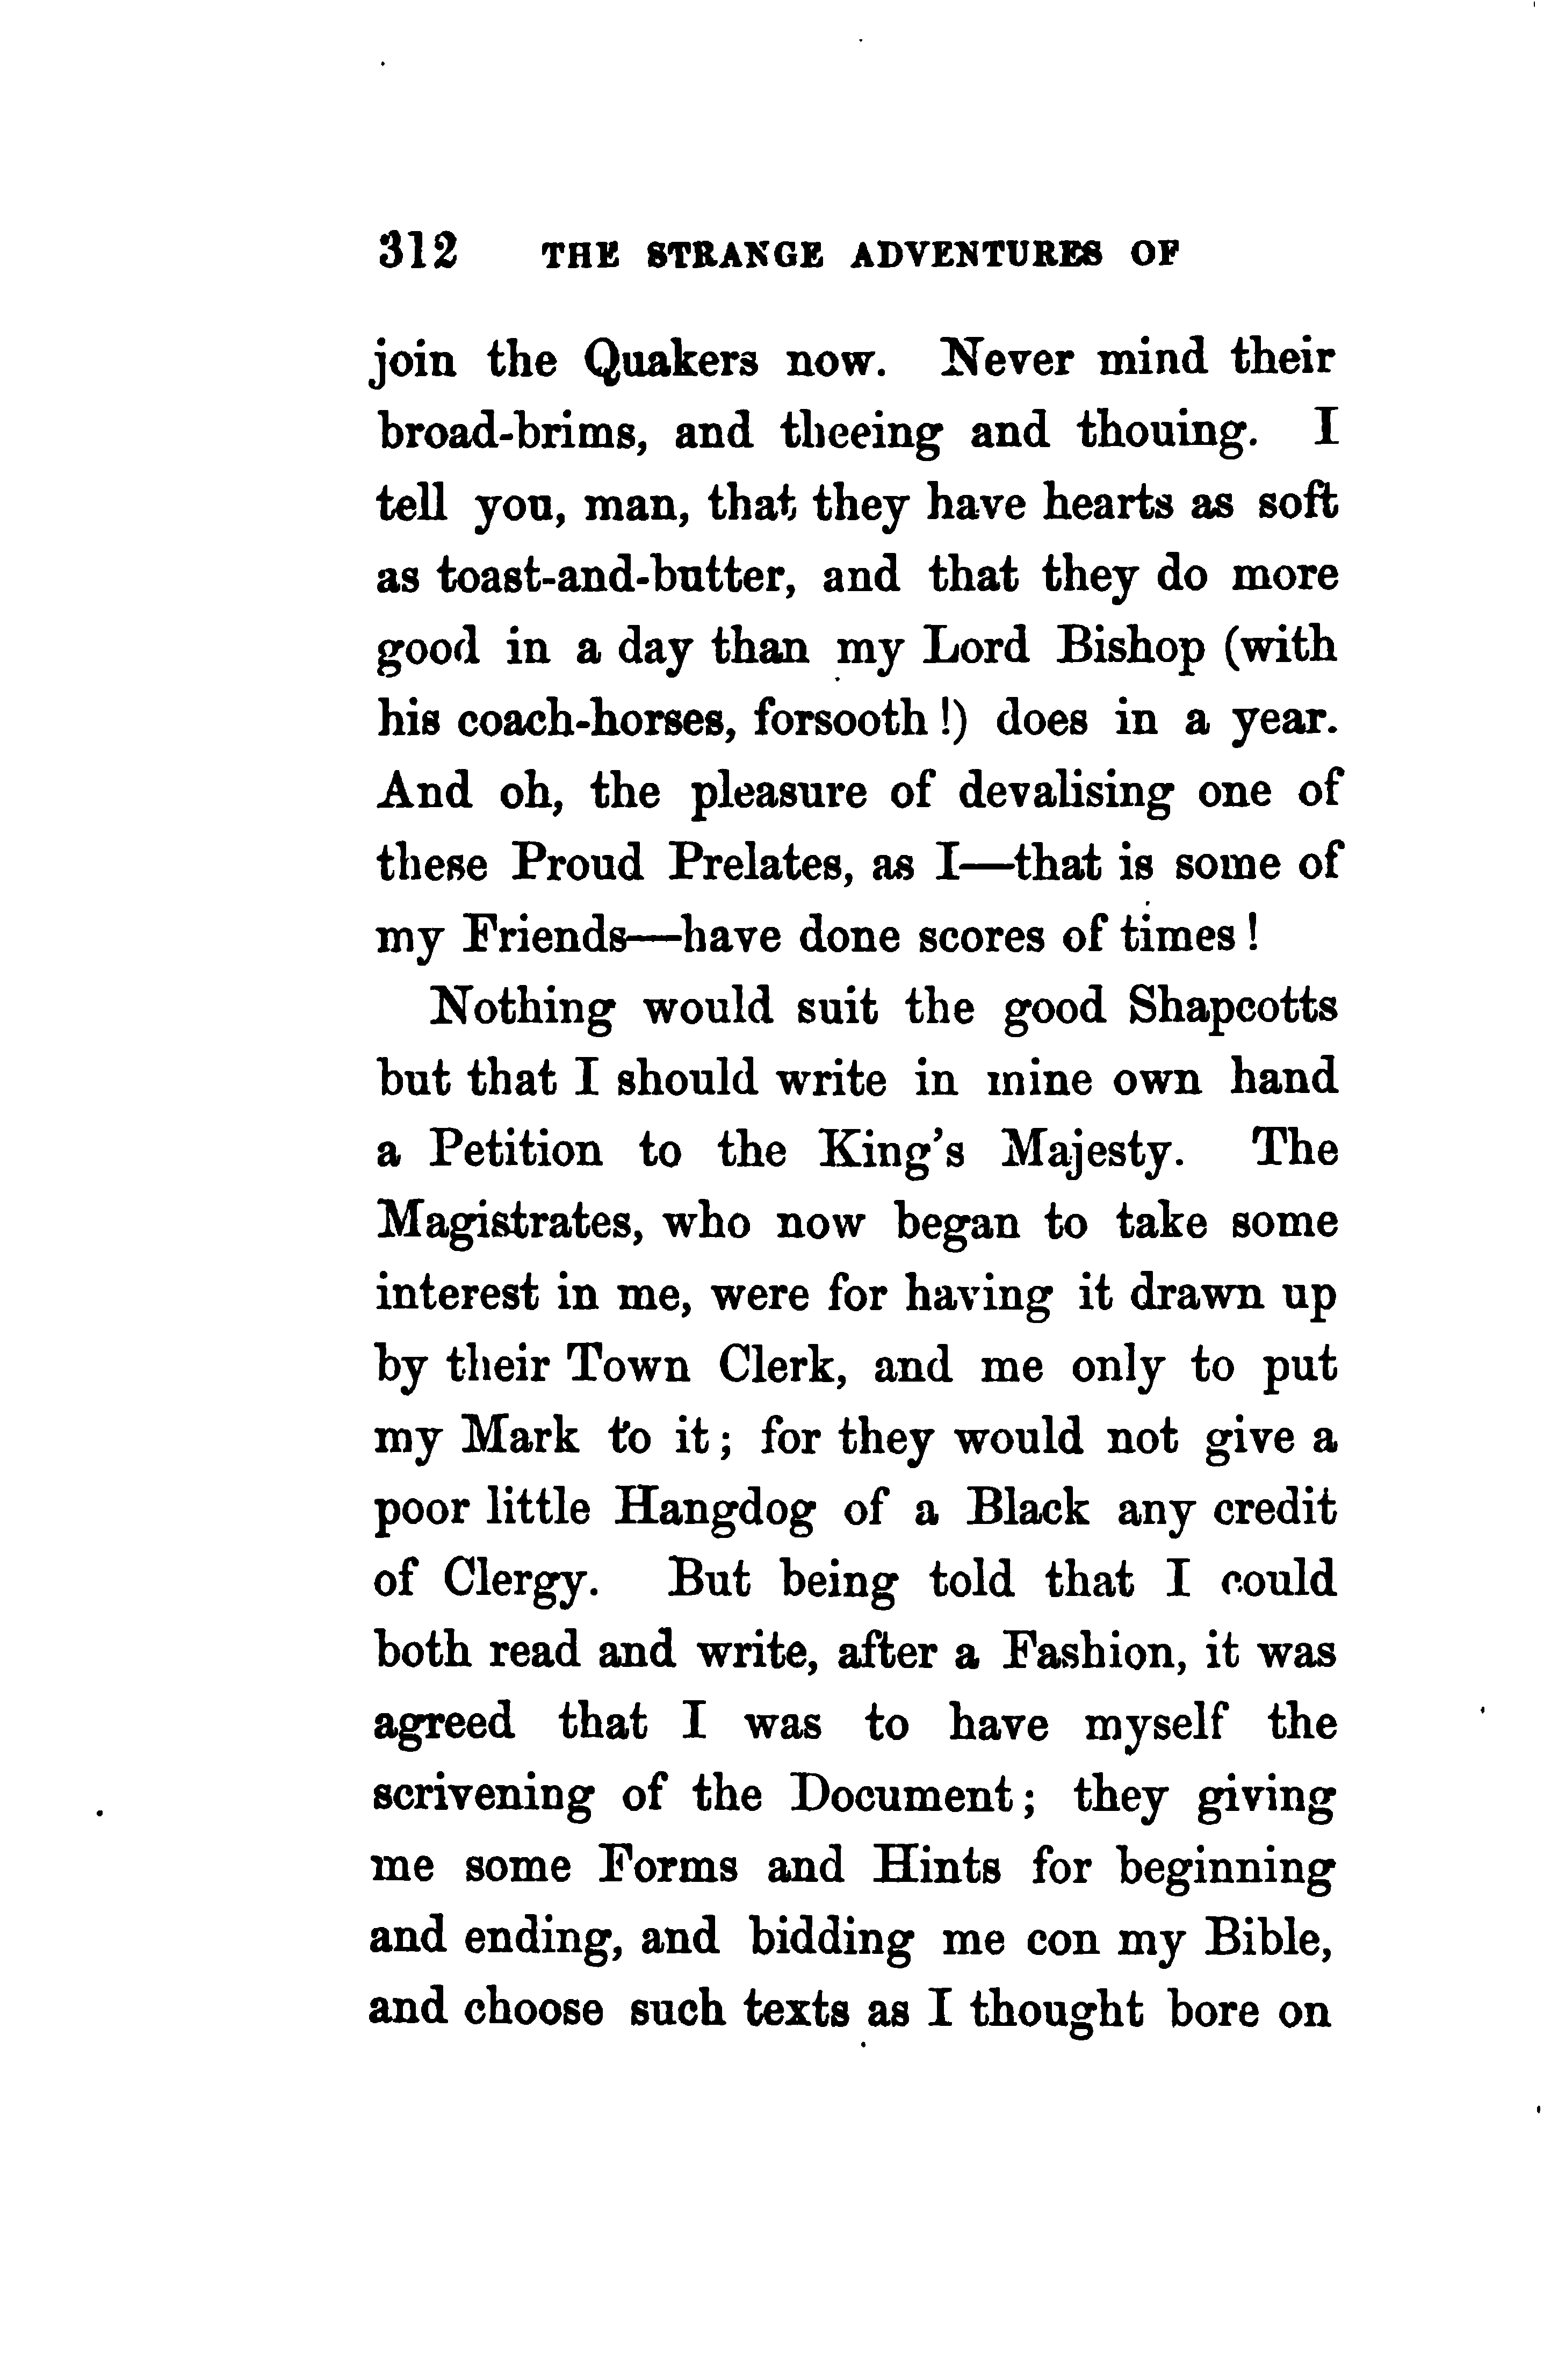 312 THE STRANGE ADVENTURES OF
join the Quakers now. Never mind their
broad-brims, and theeing and thouing. I
tell you, man, that they have hearts as soft
as toast-and-butter, and that they do more
good in a day than my Lord Bishop (with
his coach-horses, forsooth!) does in a year.
And oh, the pleasure of devalising one of
these Proud Prelates, as I—that is some of
my Friends—have done scores of times!
Nothing would suit the good Shapcotts
but that I should write in mine own hand
a Petition to the King's Majesty. The
Magistrates, who now began to take some
interest in me, were for having it drawn up
by their Town Clerk, and me only to put
my Mark to it; for they would not give a
poor little Hangdog of a Black any credit
of Clergy. But being told that I could
both read and write, after a Fashion, it was
agreed that I was to have myself the
scrivening of the Document; they giving
me some Forms and Hints for beginning
and ending, and bidding me con my Bible,
and choose such texts as I thought bore on